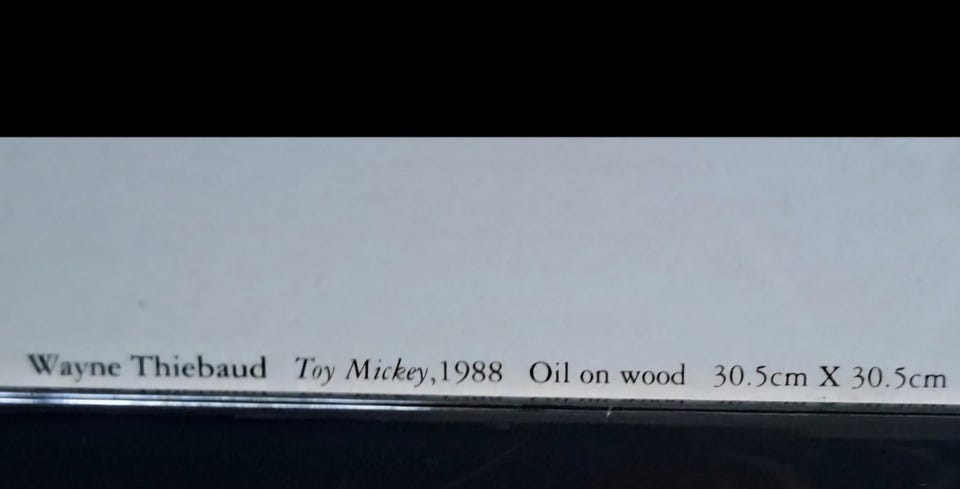 Wayne Thiebaud Toy Mickey,1988 Oil on wood 30.5cm X 30.5cm